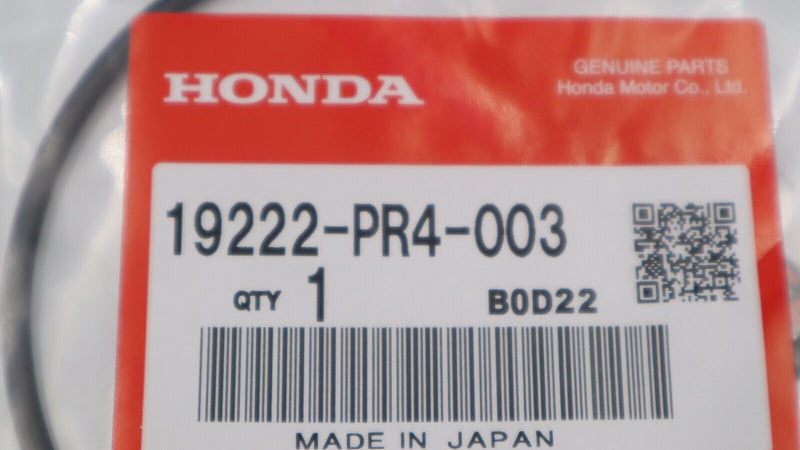 HONDA
GENUINE PARTS
Honda Motor Co., Ltd.
19222-PR4-003
QTY 1 B0D22
MADE IN JAPAN